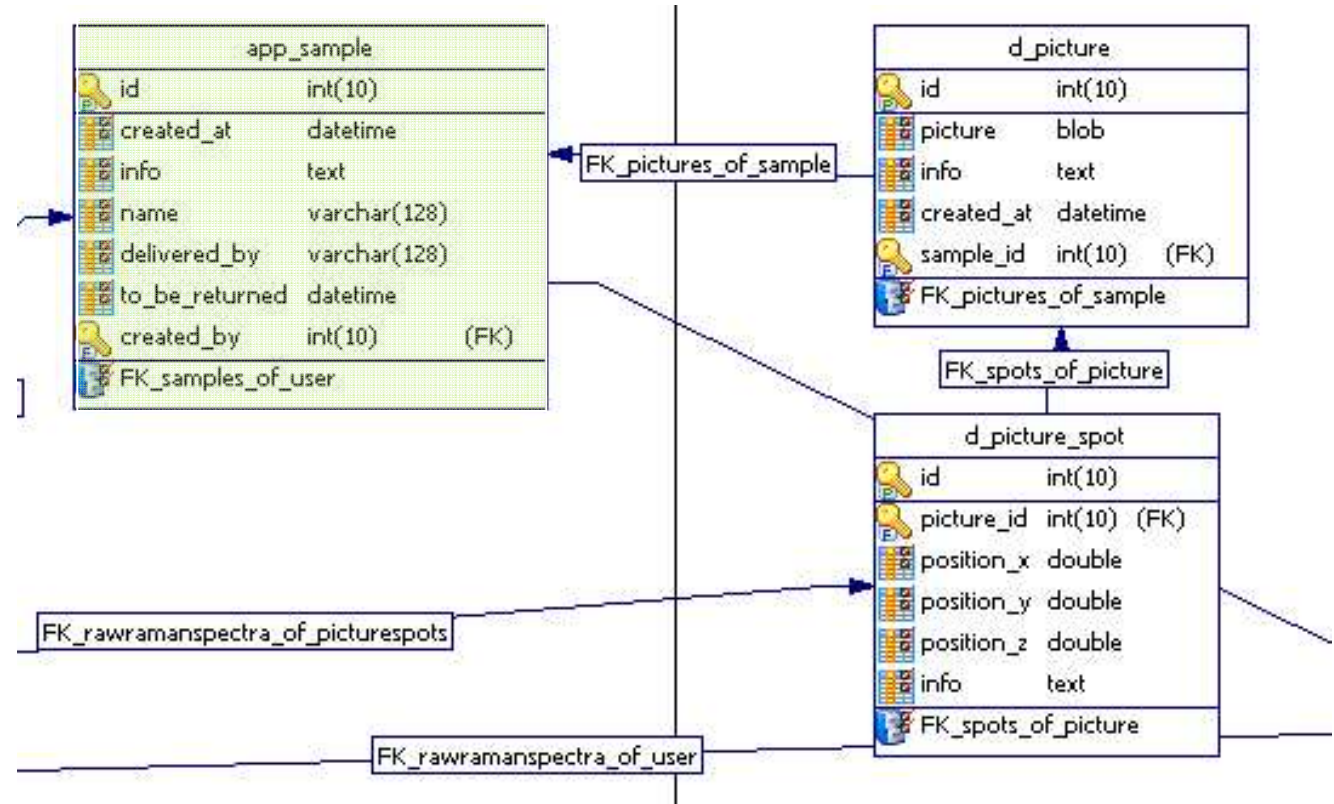 app_sample
id int(10)
created_at datetime
info text
name varchar(128)
delivered_by varchar(128)
to_be_returned datetime
created_by int(10) (FK)
FK_samples_of_user
FK_pictures_of_sample
d_picture
id int(10)
picture blob
info text
created_at datetime
sample_id int(10) (FK)
FK_pictures_of_sample
FK_spots_of_picture
d_picture_spot
id int(10)
picture_id int(10) (FK)
position_x double
position_y double
position_z double
info text
FK_spots_of_picture
FK_rawramanspectra_of_picturespots
FK_rawramanspectra_of_user